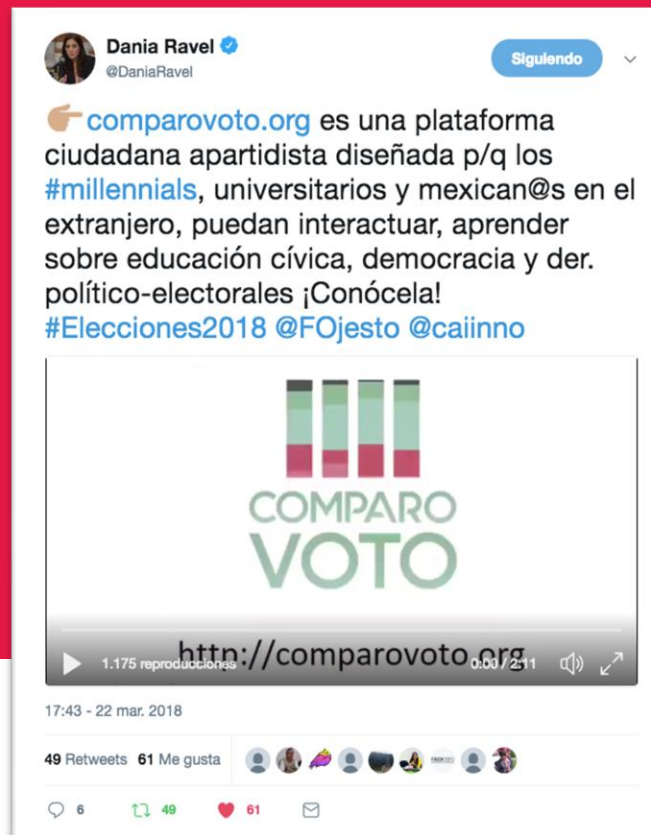 Dania Ravel
@DaniaRavel
Siguiendo
comparovoto.org es una plataforma
ciudadana apartidista diseñada p/q los
#millennials, universitarios y mexican@s en el
extranjero, puedan interactuar, aprender
sobre educación cívica, democracia y der.
político-electorales ¡Conócela!
#Elecciones2018 @FOjesto @caiinno
COMPARO
VOTO
http://comparovoto.org
1.175 reproducciones
0:00 / 2:11
17:43 - 22 mar. 2018
49 Retweets 61 Me gusta
6 49 61